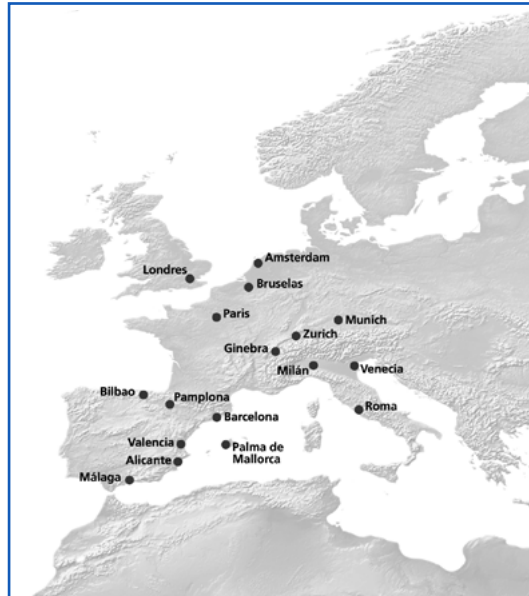 Amsterdam
Londres
Bruselas
Paris
Munich
Zurich
Ginebra
Milán
Venecia
Bilbao
Pamplona
Roma
Barcelona
Valencia
Palma de
Mallorca
Alicante
Málaga